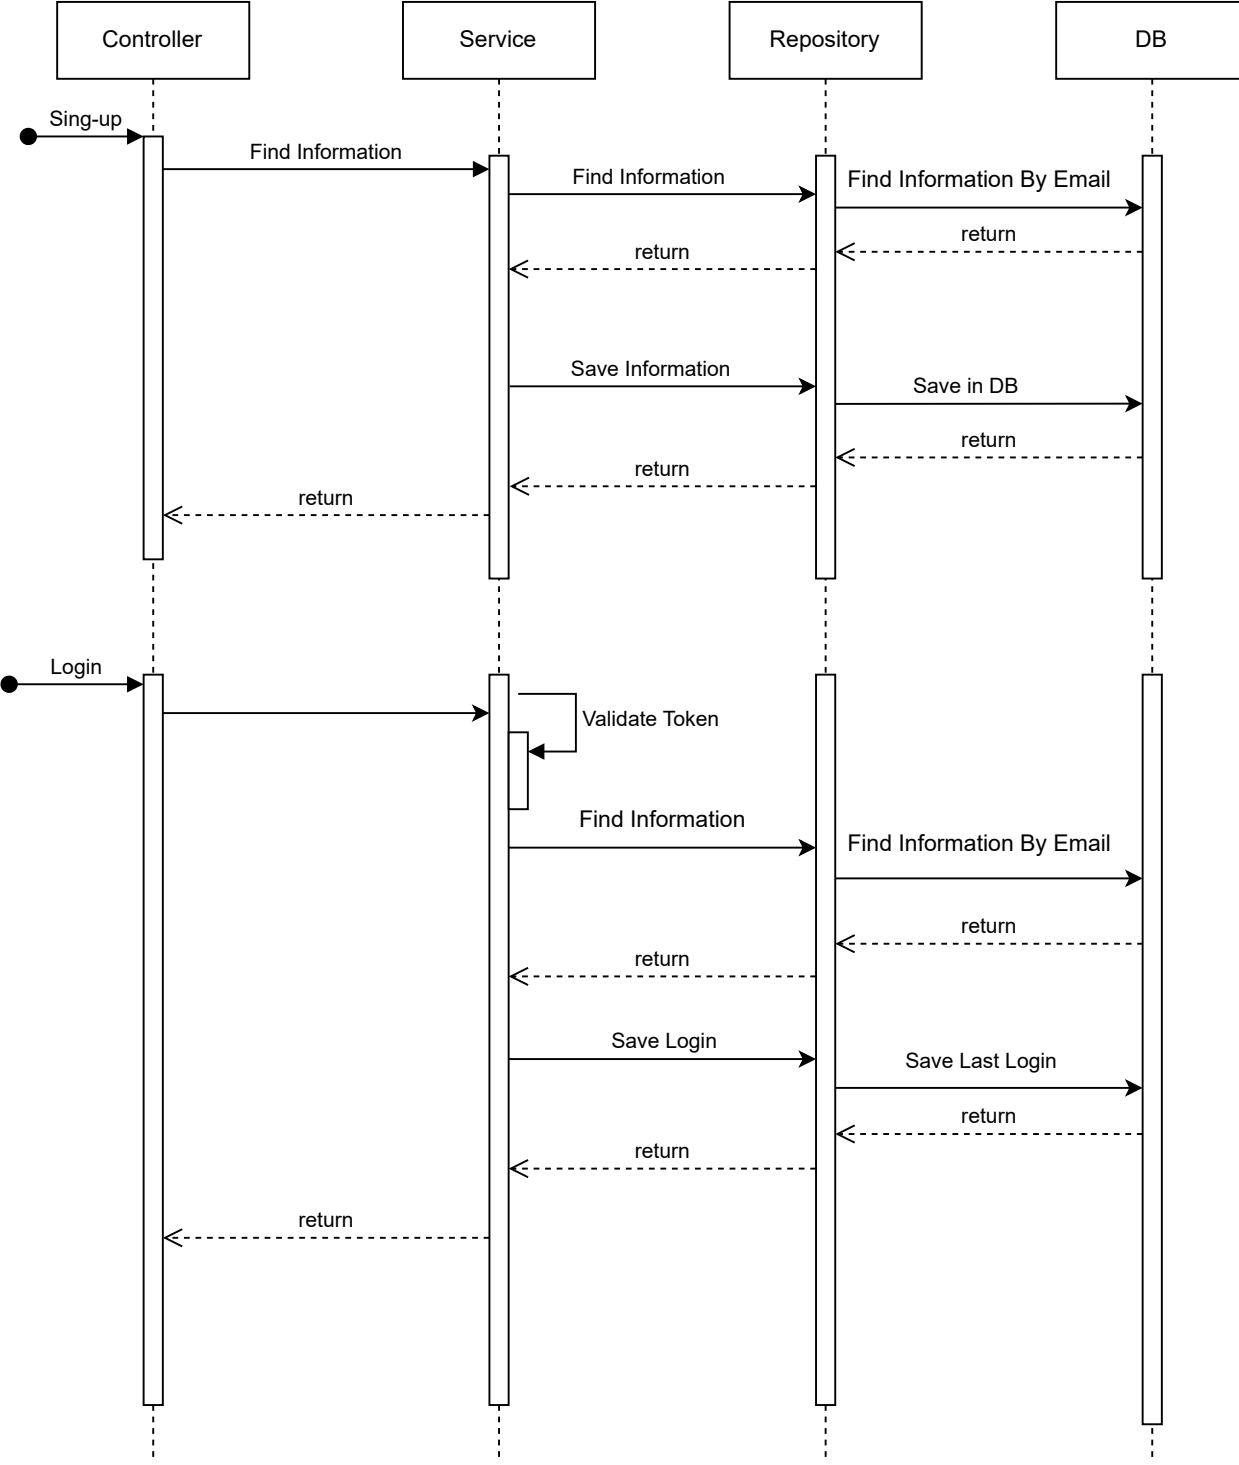 Controller
Service
Repository
DB
Sing-up
Find Information
Find Information
Find Information By Email
return
return
Save Information
Save in DB
return
return
return
Login
Validate Token
Find Information
Find Information By Email
return
return
Save Login
Save Last Login
return
return
return